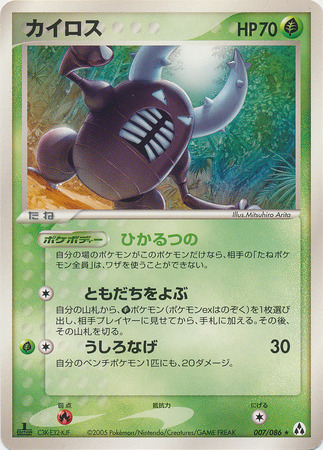 カイロス HP70
たね
Illus.Mitsuhiro Arita
ポケボディー ひかるつの
自分の場のポケモンがこのポケモンだけなら、相手の「たねポ
ケモン全員」は、ワザを使うことができない。
ともだちをよぶ
自分の山札から、ポケモン(ポケモンexはのぞく)を1枚選び
出し、相手プレイヤーに見せてから、手札に加える。その後、
その山札を切る。
うしろなげ 30
自分のベンチポケモン1匹にも、20ダメージ。
弱点 抵抗力 にげる
1 EDITION C3K-E32-KJF ©2005 Pokémon/Nintendo/Creatures/GAME FREAK 007/086 ★